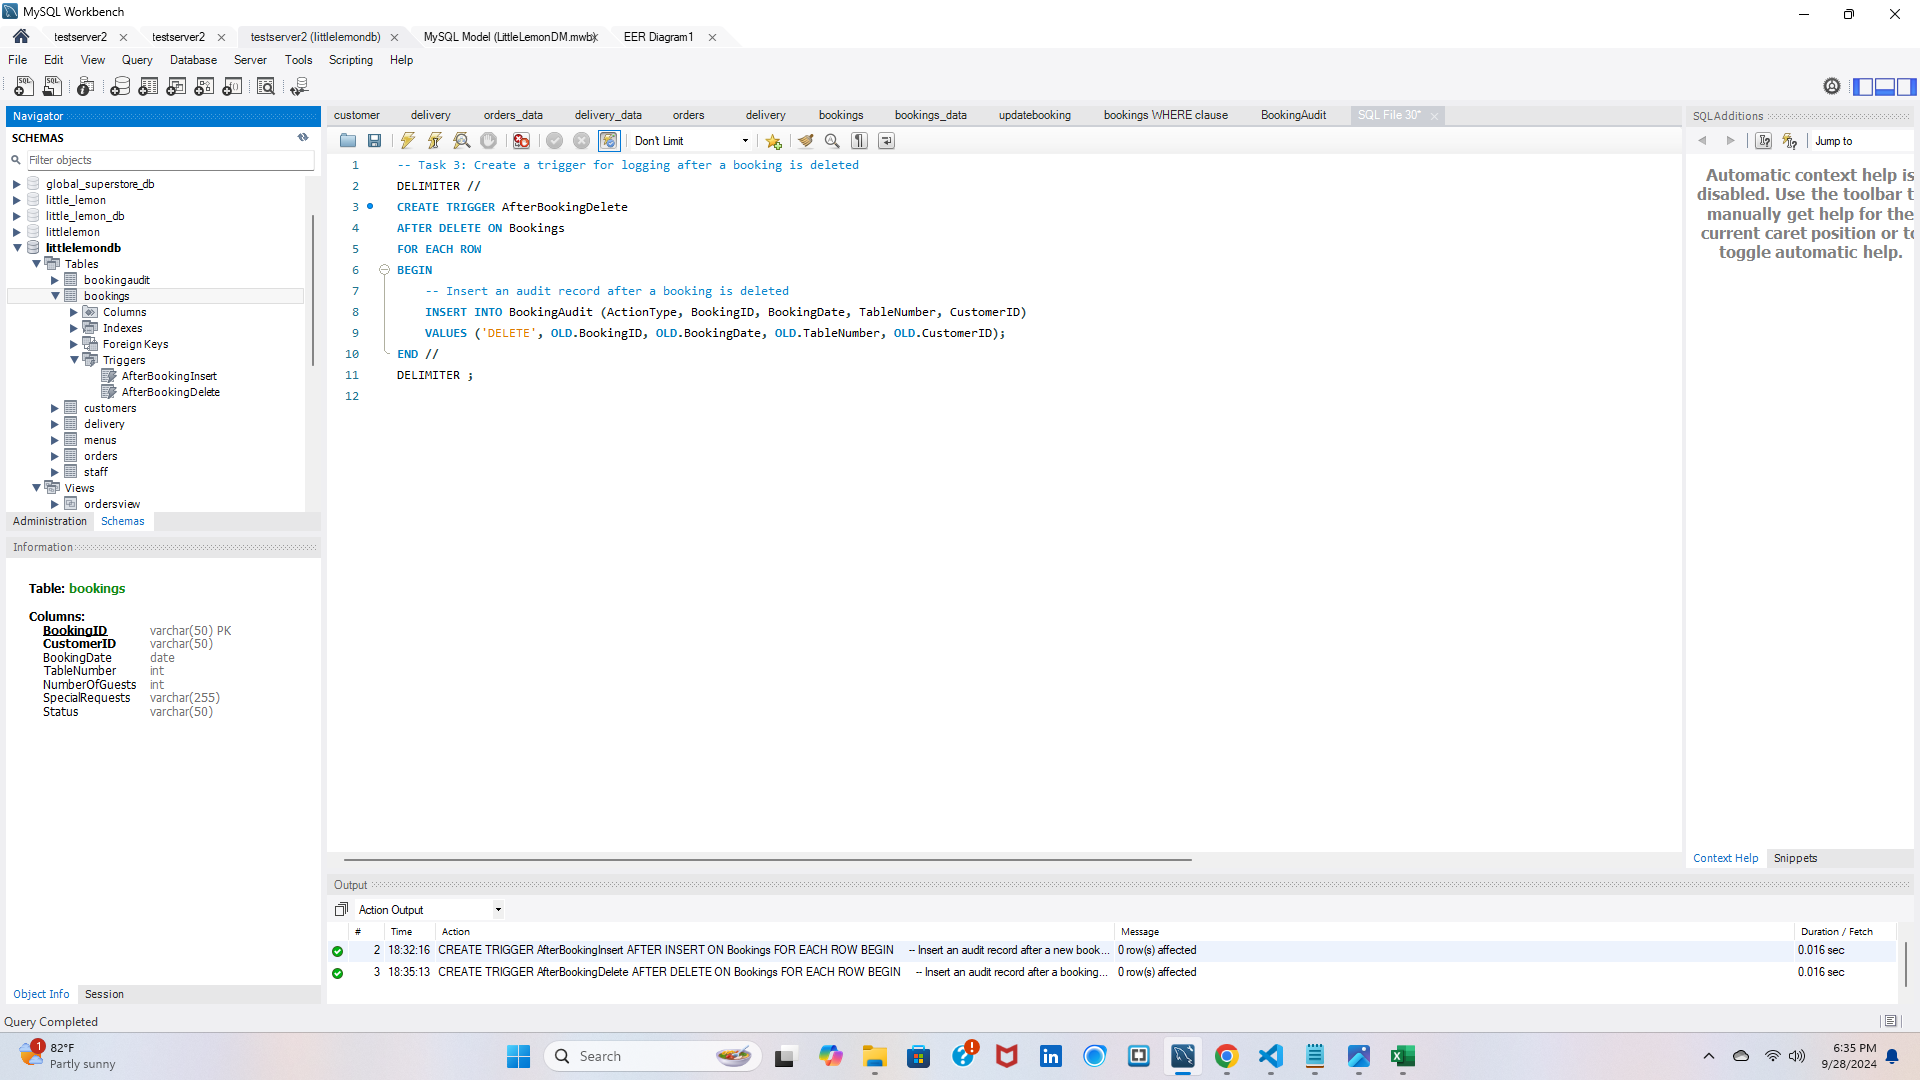 MySQL Workbench
testserver2
testserver2
testserver2 (littlelemondb)
MySQL Model (LittleLemonDM.mwb)
EER Diagram1
File Edit View Query Database Server Tools Scripting Help
Navigator
SCHEMAS
Filter objects
global_superstore_db
little_lemon
little_lemon_db
littlelemon
littlelemondb
Tables
bookingaudit
bookings
Columns
Indexes
Foreign Keys
Triggers
AfterBookingInsert
AfterBookingDelete
customers
delivery
menus
orders
staff
Views
ordersview
Administration Schemas
Information
Table: bookings
Columns:
BookingID varchar(50) PK
CustomerID varchar(50)
BookingDate date
TableNumber int
NumberOfGuests int
SpecialRequests varchar(255)
Status varchar(50)
Object Info Session
Query Completed
customer delivery orders_data delivery_data orders delivery bookings bookings_data updatebooking bookings WHERE clause BookingAudit SQL File 30*
Don't Limit
1 -- Task 3: Create a trigger for logging after a booking is deleted
2 DELIMITER //
3 CREATE TRIGGER AfterBookingDelete
4 AFTER DELETE ON Bookings
5 FOR EACH ROW
6 BEGIN
7 -- Insert an audit record after a booking is deleted
8 INSERT INTO BookingAudit (ActionType, BookingID, BookingDate, TableNumber, CustomerID)
9 VALUES ('DELETE', OLD.BookingID, OLD.BookingDate, OLD.TableNumber, OLD.CustomerID);
10 END //
11 DELIMITER ;
12
SQLAdditions
Jump to
Automatic context help is
disabled. Use the toolbar t
manually get help for the
current caret position or to
toggle automatic help.
Context Help Snippets
Output
Action Output
# Time Action Message Duration / Fetch
2 18:32:16 CREATE TRIGGER AfterBookingInsert AFTER INSERT ON Bookings FOR EACH ROW BEGIN -- Insert an audit record after a new book... 0 row(s) affected 0.016 sec
3 18:35:13 CREATE TRIGGER AfterBookingDelete AFTER DELETE ON Bookings FOR EACH ROW BEGIN -- Insert an audit record after a booking... 0 row(s) affected 0.016 sec
1
82°F
Partly sunny
Search
6:35 PM
9/28/2024